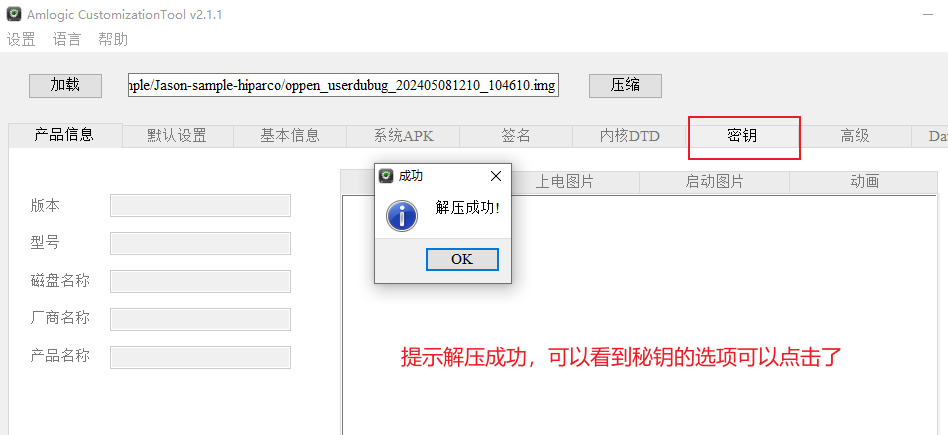 Amlogic CustomizationTool v2.1.1
设置 语言 帮助
加载 nple/Jason-sample-hiparco/oppen_userdubug_202405081210_104610.img 压缩
产品信息 默认设置 基本信息 系统APK 签名 内核DTD 密钥 高级 Da
成功
上电图片 启动图片 动画
版本
解压成功!
型号
OK
磁盘名称
厂商名称
产品名称
提示解压成功，可以看到秘钥的选项可以点击了